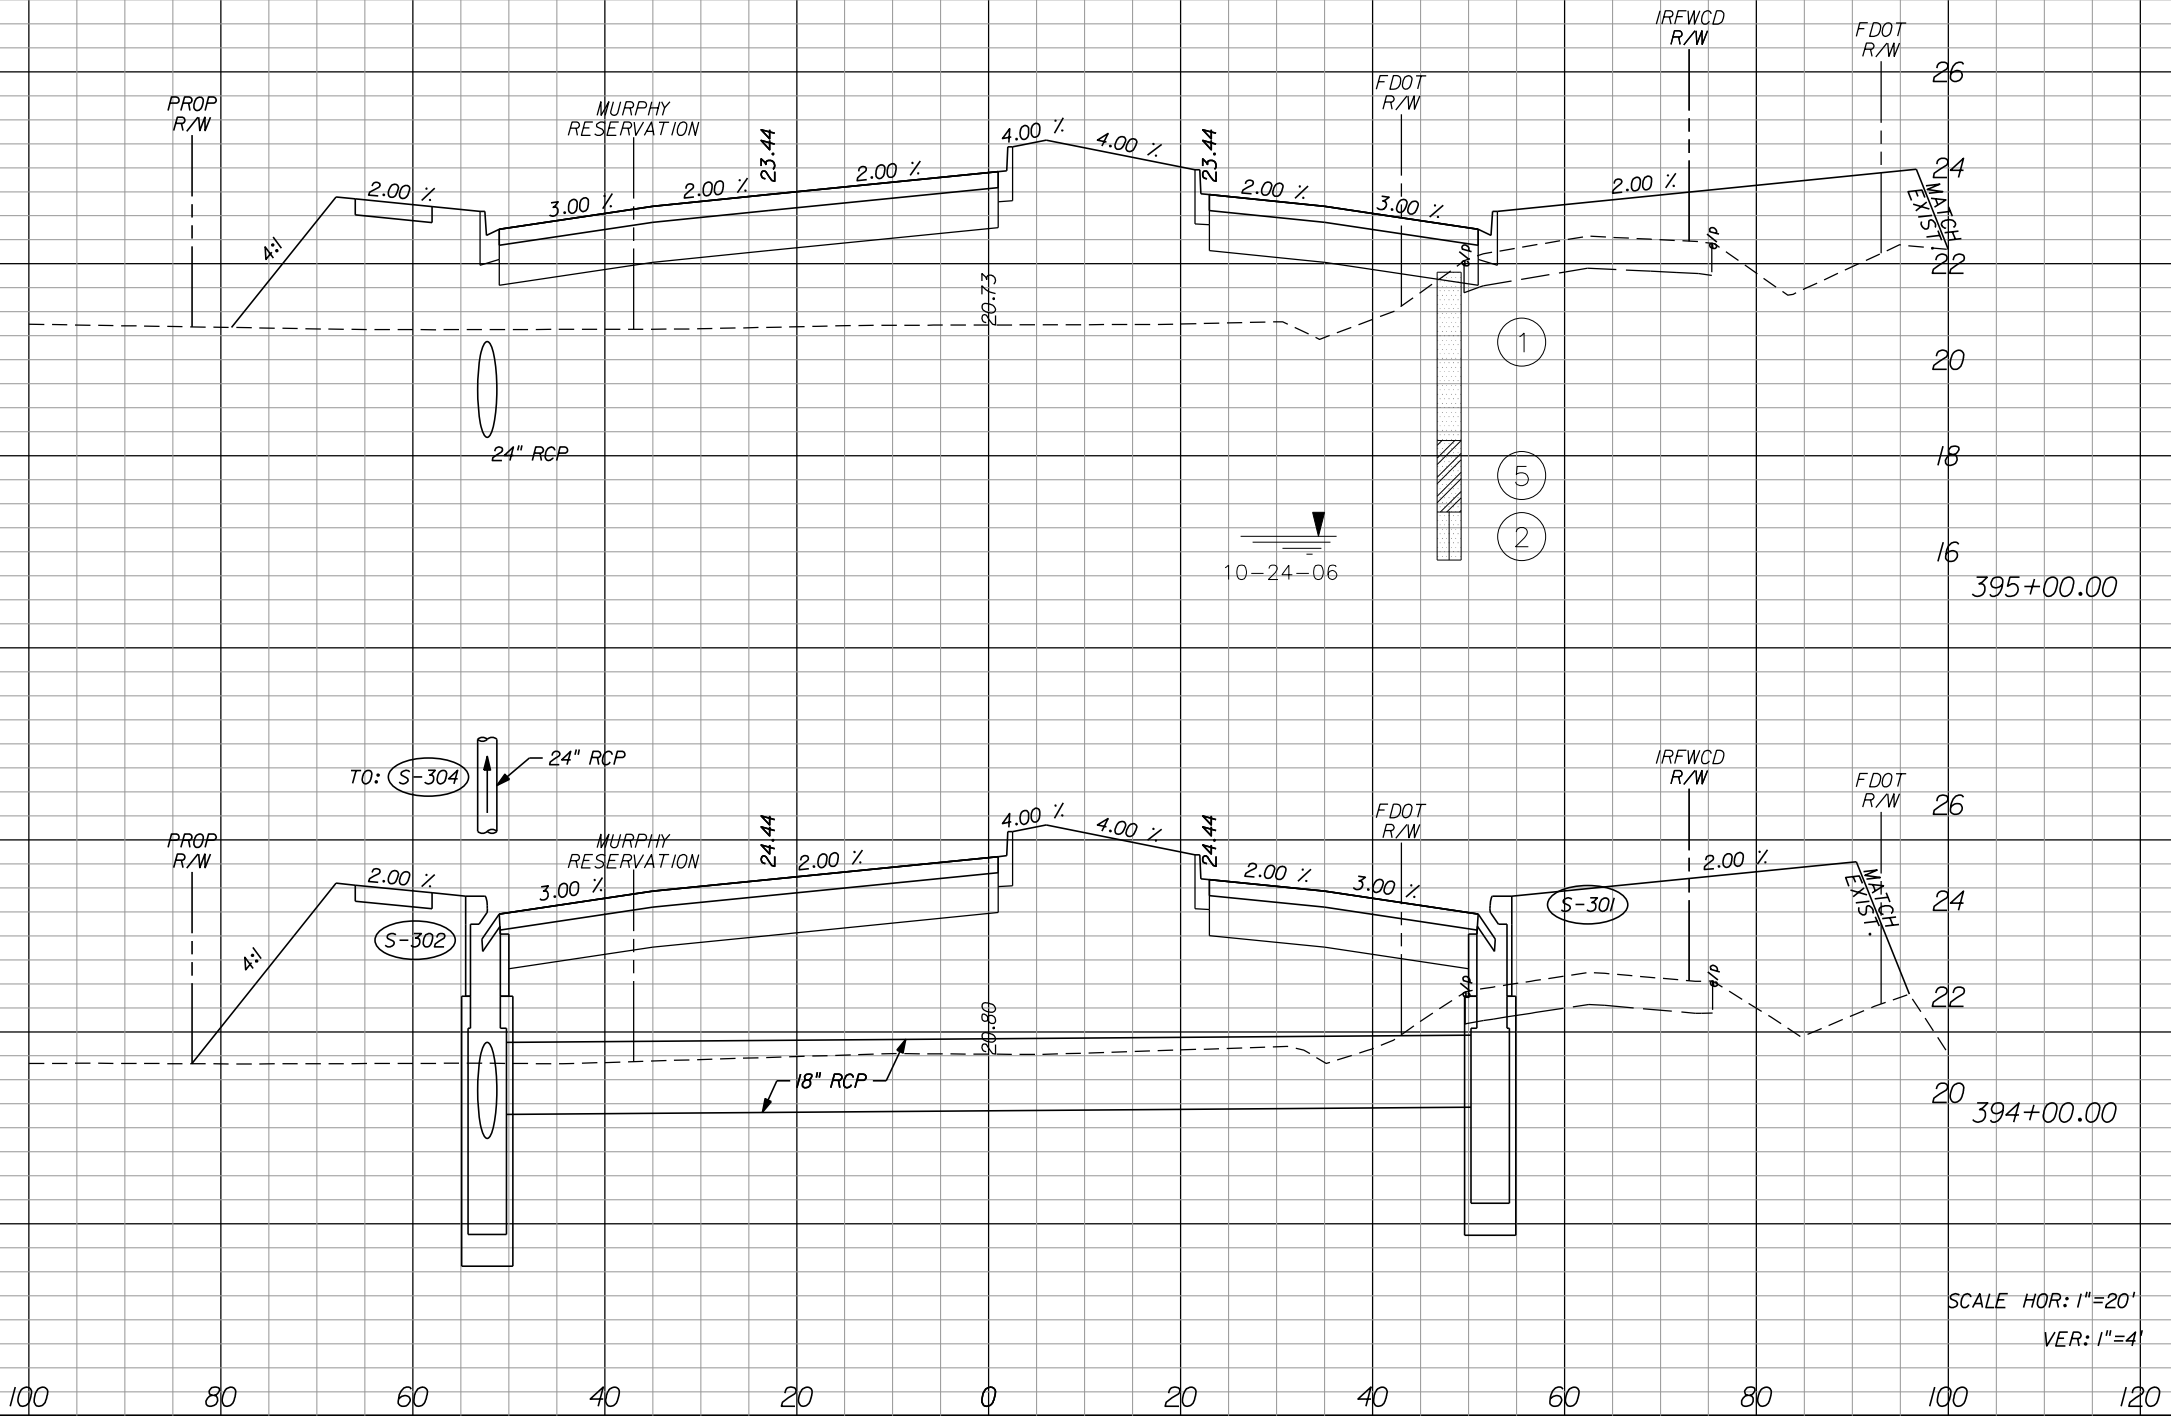 IRFWCD
R/W
FDOT
R/W
26
FDOT
R/W
PROP
R/W
MURPHY
RESERVATION
23.44
4.00 %
4.00 %
23.44
24
2.00 %
3.00 %
2.00 %
2.00 %
2.00 %
3.00 %
2.00 %
MATCH
EXIST.
4:1
e/p
e/p
22
20.73
1
20
24" RCP
18
5
2
16
10-24-06
395+00.00
24" RCP
TO: S-304
IRFWCD
R/W
FDOT
R/W
26
FDOT
R/W
PROP
R/W
MURPHY
RESERVATION
24.44
4.00 %
4.00 %
24.44
2.00 %
3.00 %
2.00 %
2.00 %
3.00 %
2.00 %
MATCH
EXIST.
S-301
24
S-302
4:1
e/p
e/p
22
20.80
18" RCP
20
394+00.00
SCALE HOR: 1"=20'
VER: 1"=4'
100 80 60 40 20 0 20 40 60 80 100 120